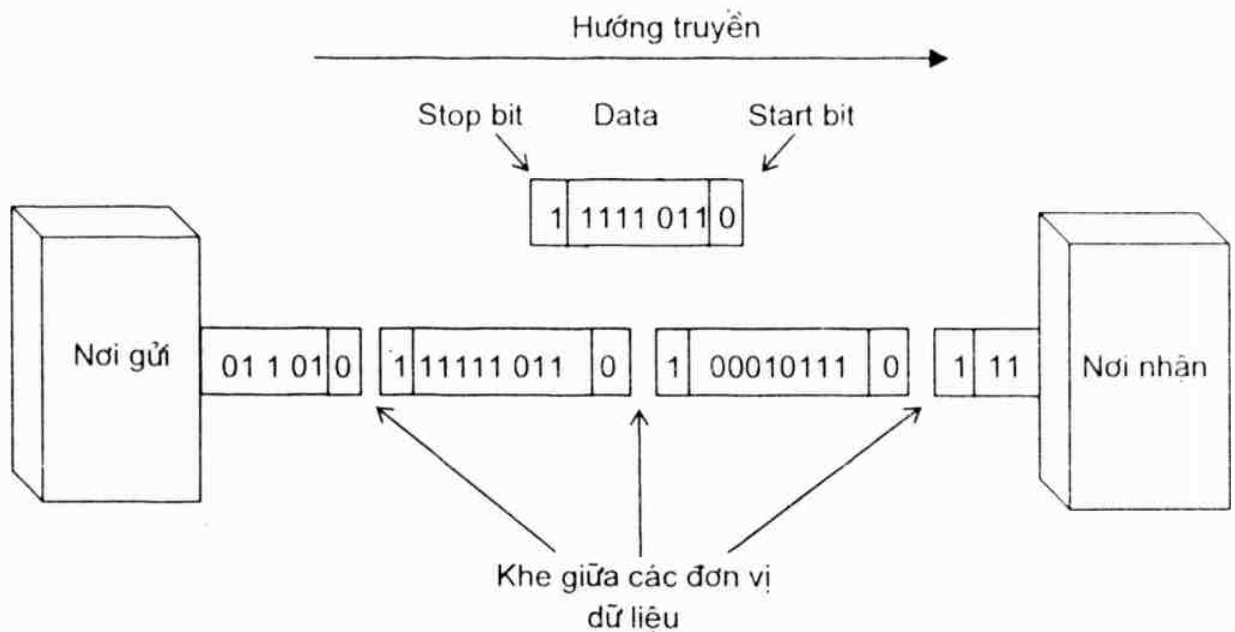 Hướng truyền
Stop bit Data Start bit
1 1111 011 0
Nơi gửi 01 1 01 0 1 11111 011 0 1 00010111 0 1 11 Nơi nhận
Khe giữa các đơn vị
dữ liệu